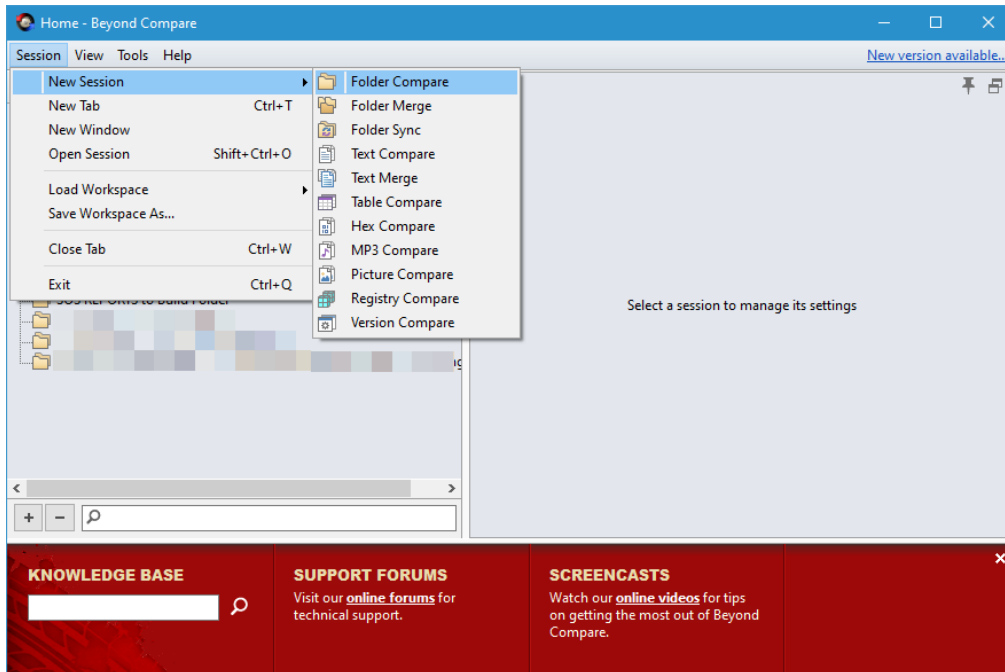 Home - Beyond Compare
Session View Tools Help
New version available..
New Session
New Tab Ctrl+T
New Window
Open Session Shift+Ctrl+O
Load Workspace
Save Workspace As...
Close Tab Ctrl+W
Exit Ctrl+Q
Folder Compare
Folder Merge
Folder Sync
Text Compare
Text Merge
Table Compare
Hex Compare
MP3 Compare
Picture Compare
Registry Compare
Version Compare
to Build Folder
Select a session to manage its settings
KNOWLEDGE BASE
SUPPORT FORUMS
Visit our online forums for
technical support.
SCREENCASTS
Watch our online videos for tips
on getting the most out of Beyond
Compare.